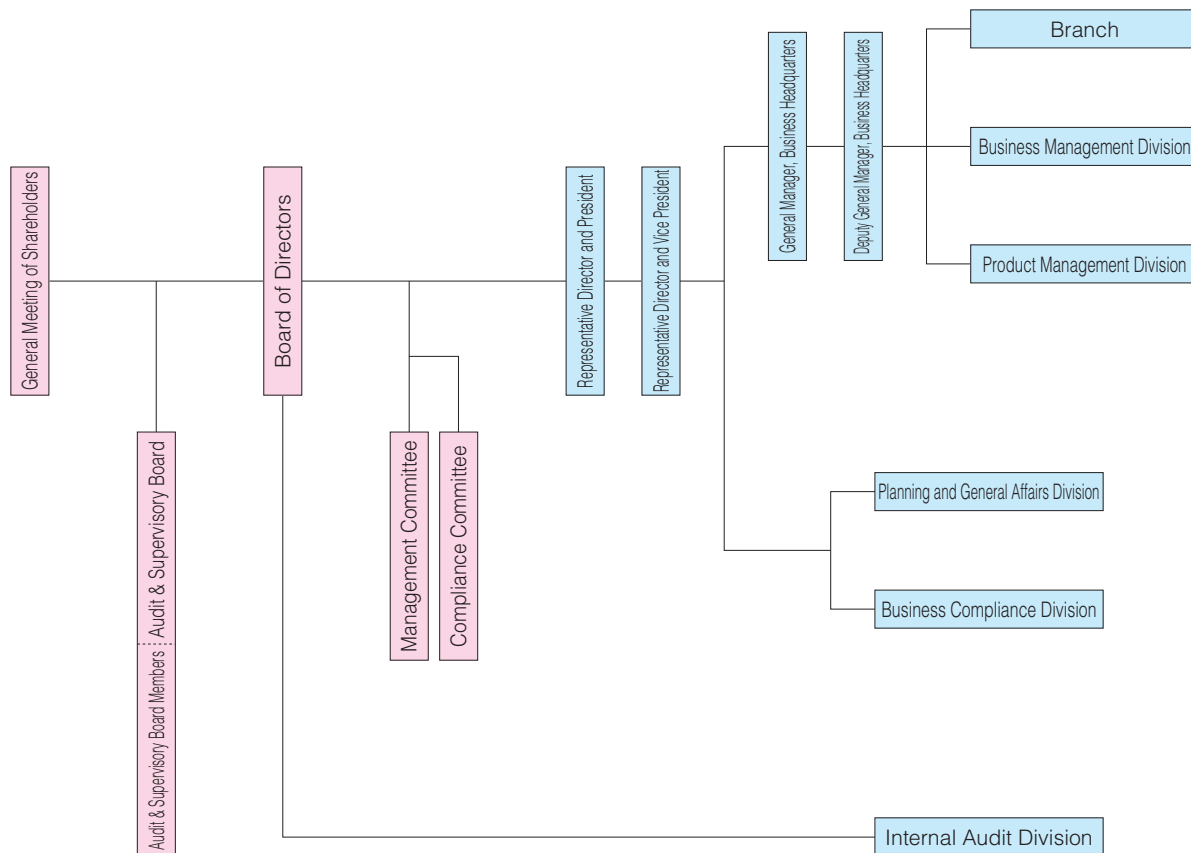 General Meeting of Shareholders
Audit & Supervisory Board
Audit & Supervisory Board Members
Board of Directors
Management Committee
Compliance Committee
Representative Director and President
Representative Director and Vice President
General Manager, Business Headquarters
Deputy General Manager, Business Headquarters
Branch
Business Management Division
Product Management Division
Planning and General Affairs Division
Business Compliance Division
Internal Audit Division